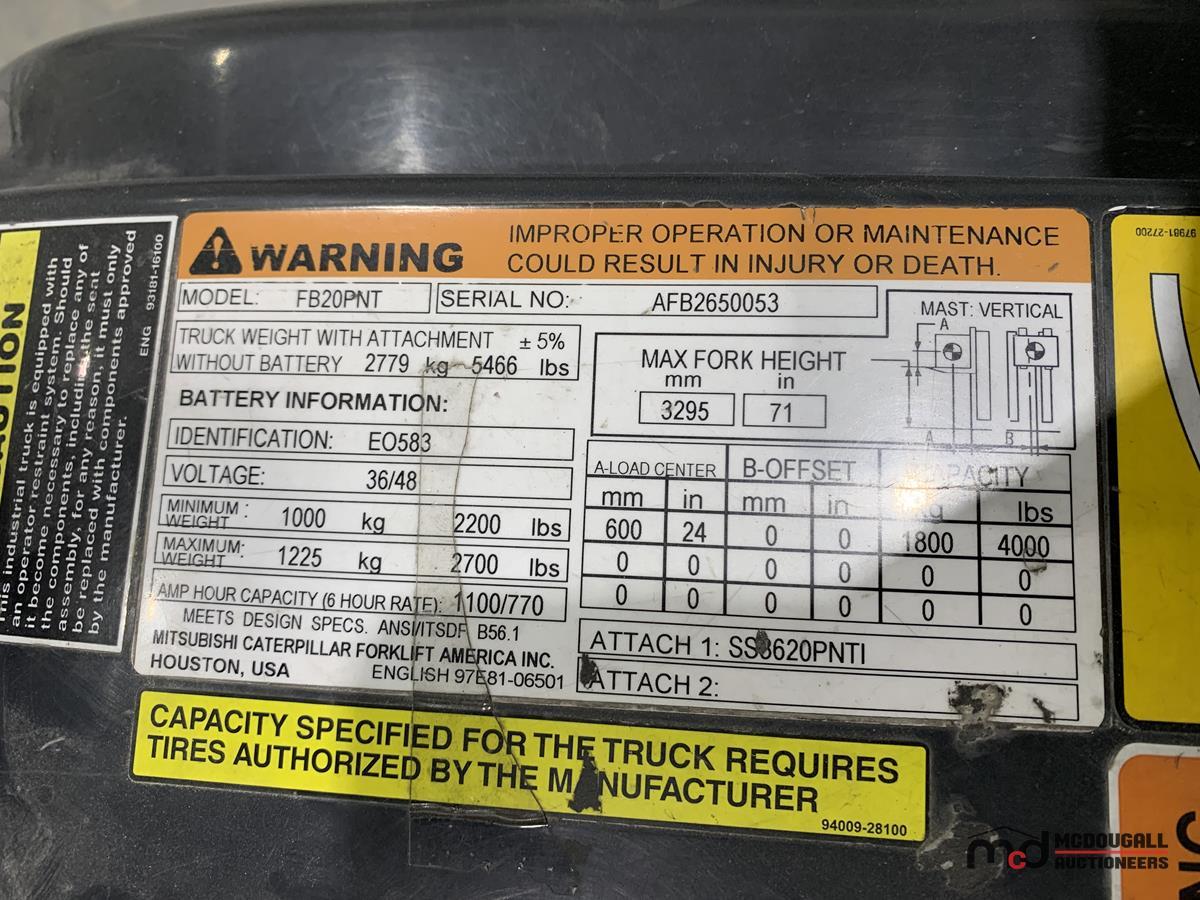 CAUTION
This industrial truck is equipped with
an operator restraint system. Should
it become necessary to replace any of
the components, including the seat
assembly, for any reason, it must only
be replaced with components approved
by the manufacturer.
ENG 93181-16100
WARNING
IMPROPER OPERATION OR MAINTENANCE
COULD RESULT IN INJURY OR DEATH.
MODEL: FB20PNT
SERIAL NO: AFB2650053
TRUCK WEIGHT WITH ATTACHMENT ± 5%
WITHOUT BATTERY 2779 kg 5466 lbs
BATTERY INFORMATION:
IDENTIFICATION: EO583
VOLTAGE: 36/48
MINIMUM WEIGHT : 1000 kg 2200 lbs
MAXIMUM WEIGHT: 1225 kg 2700 lbs
AMP HOUR CAPACITY (6 HOUR RATE): 1100/770
MEETS DESIGN SPECS. ANSI/ITSDF B56.1
MITSUBISHI CATERPILLAR FORKLIFT AMERICA INC.
HOUSTON, USA ENGLISH 97E81-06501
MAX FORK HEIGHT
mm in
3295 71
MAST: VERTICAL
A
A B
A-LOAD CENTER B-OFFSET CAPACITY
mm in mm in kg lbs
600 24 0 0 1800 4000
0 0 0 0 0 0
0 0 0 0 0 0
ATTACH 1: SS3620PNTI
ATTACH 2:
CAPACITY SPECIFIED FOR THE TRUCK REQUIRES
TIRES AUTHORIZED BY THE MANUFACTURER
94009-28100
97981-27200
mcd MCDOUGALL
AUCTIONEERS